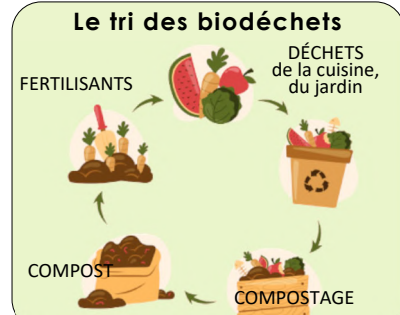 Le tri des biodéchets
DÉCHETS
de la cuisine,
du jardin
FERTILISANTS
COMPOST
COMPOSTAGE